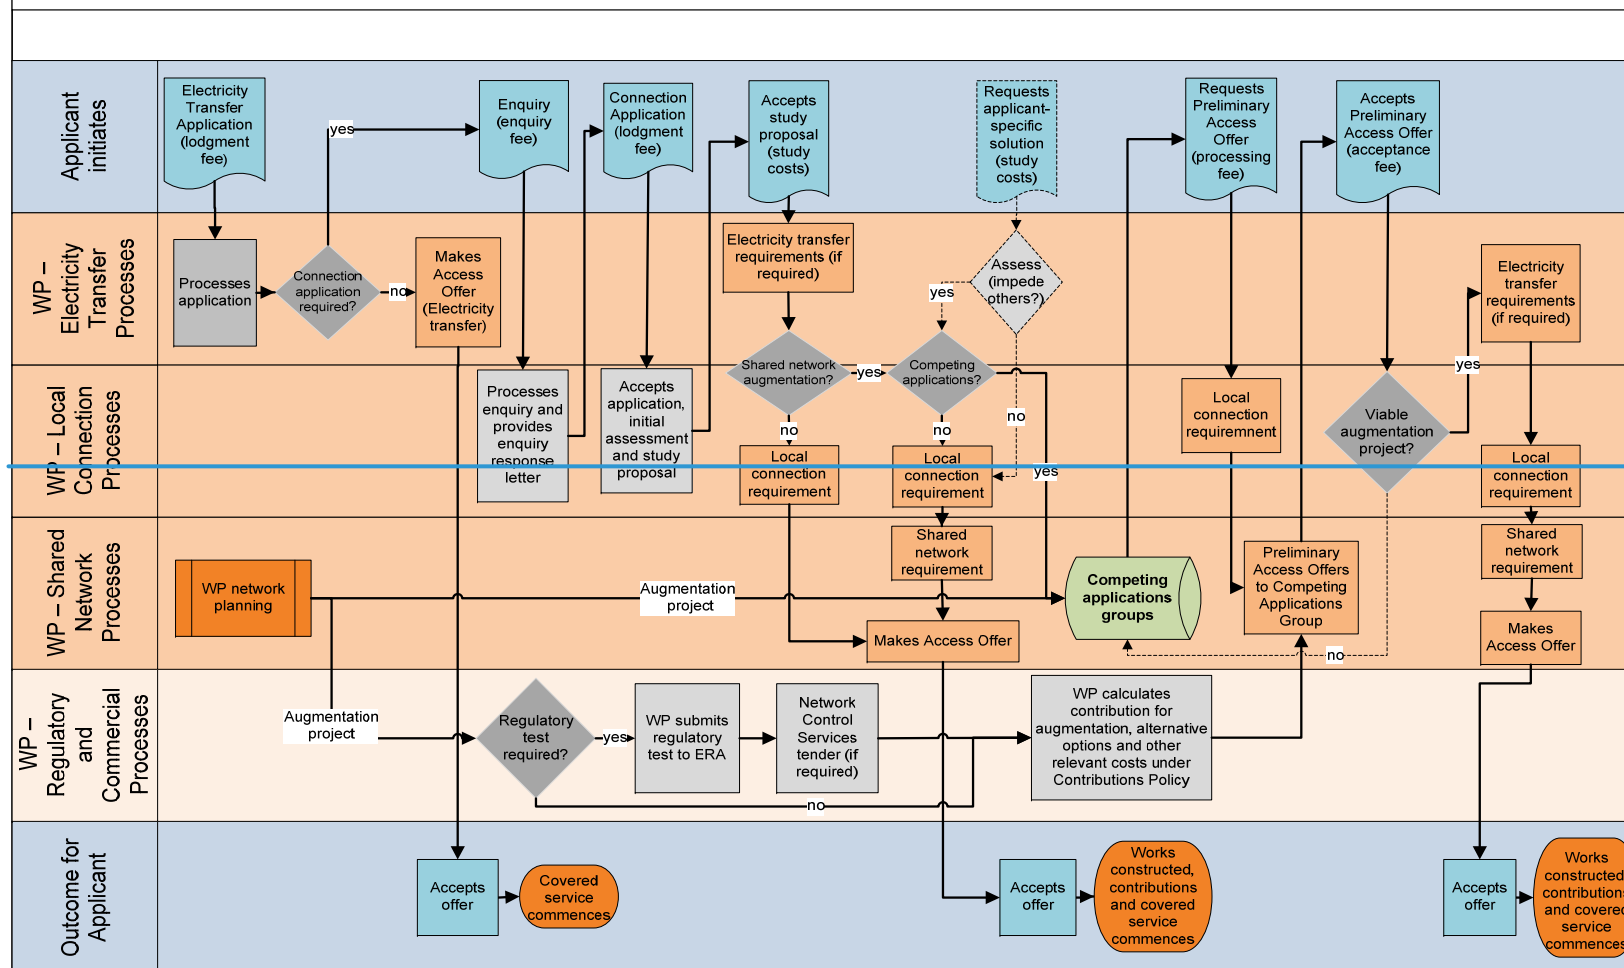 Applicant
initiates
Electricity
Transfer
Application
(lodgment
fee)
yes
Enquiry
(enquiry
fee)
Connection
Application
(lodgment
fee)
Accepts
study
proposal
(study
costs)
Requests
applicant-
specific
solution
(study
costs)
Requests
Preliminary
Access
Offer
(processing
fee)
Accepts
Preliminary
Access Offer
(acceptance
fee)
WP –
Electricity
Transfer
Processes
Processes
application
Connection
application
required?
no
Makes
Access
Offer
(Electricity
transfer)
Electricity transfer
requirements (if
required)
Assess
(impede
others?)
yes
Electricity
transfer
requirements
(if required)
WP – Local
Connection
Processes
Processes
enquiry and
provides
enquiry
response
letter
Accepts
application,
initial
assessment
and study
proposal
Shared network
augmentation?
yes
Competing
applications?
no
no
no
yes
Local
connection
requirement
Local
connection
requirement
Local
connection
requiremnent
Viable
augmentation
project?
yes
Local
connection
requirement
WP – Shared
Network
Processes
WP network
planning
Augmentation
project
Shared
network
requirement
Makes Access Offer
Competing
applications
groups
Preliminary
Access Offers
to Competing
Applications
Group
no
Shared
network
requirement
Makes
Access Offer
WP –
Regulatory
and
Commercial
Processes
Augmentation
project
Regulatory
test
required?
yes
WP submits
regulatory
test to ERA
Network
Control
Services
tender (if
required)
no
WP calculates
contribution for
augmentation, alternative
options and other
relevant costs under
Contributions Policy
Outcome for
Applicant
Accepts
offer
Covered
service
commences
Accepts
offer
Works
constructed,
contributions
and covered
service
commences
Accepts
offer
Works
constructed
contributions
and covered
service
commences